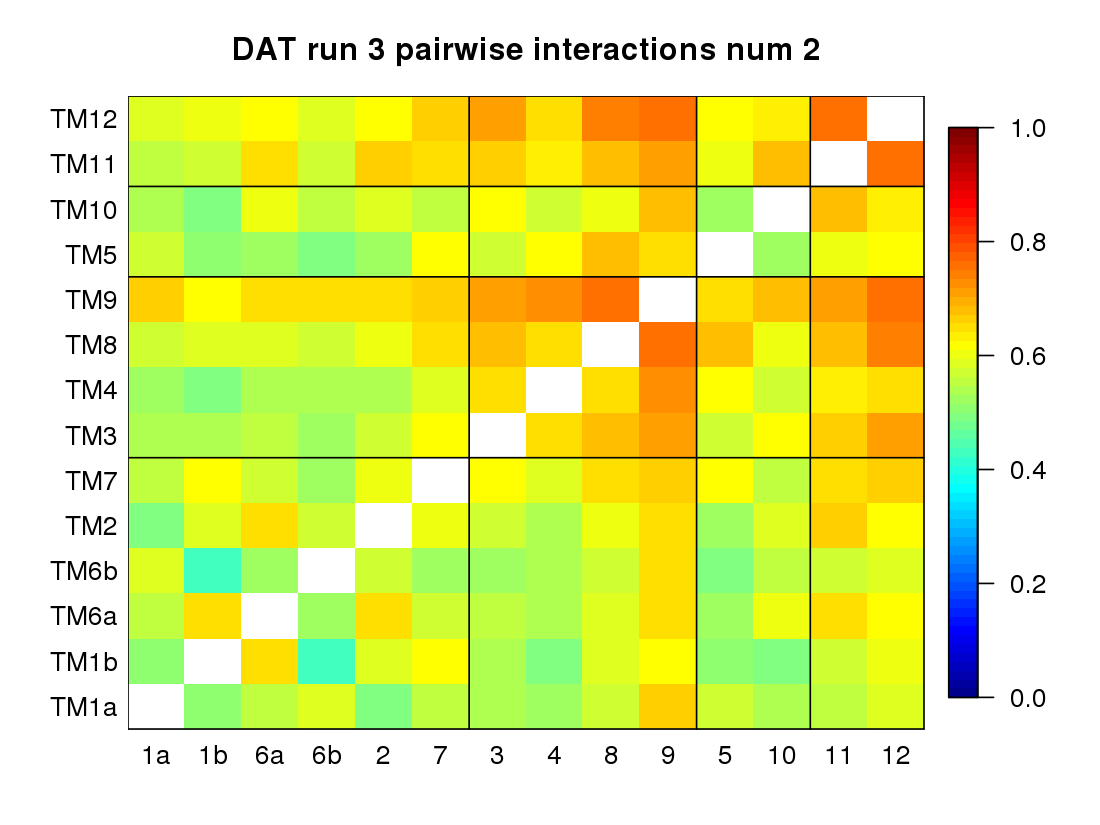 DAT run 3 pairwise interactions num 2
TM12
TM11
TM10
TM5
TM9
TM8
TM4
TM3
TM7
TM2
TM6b
TM6a
TM1b
TM1a
1a 1b 6a 6b 2 7 3 4 8 9 5 10 11 12
1.0
0.8
0.6
0.4
0.2
0.0